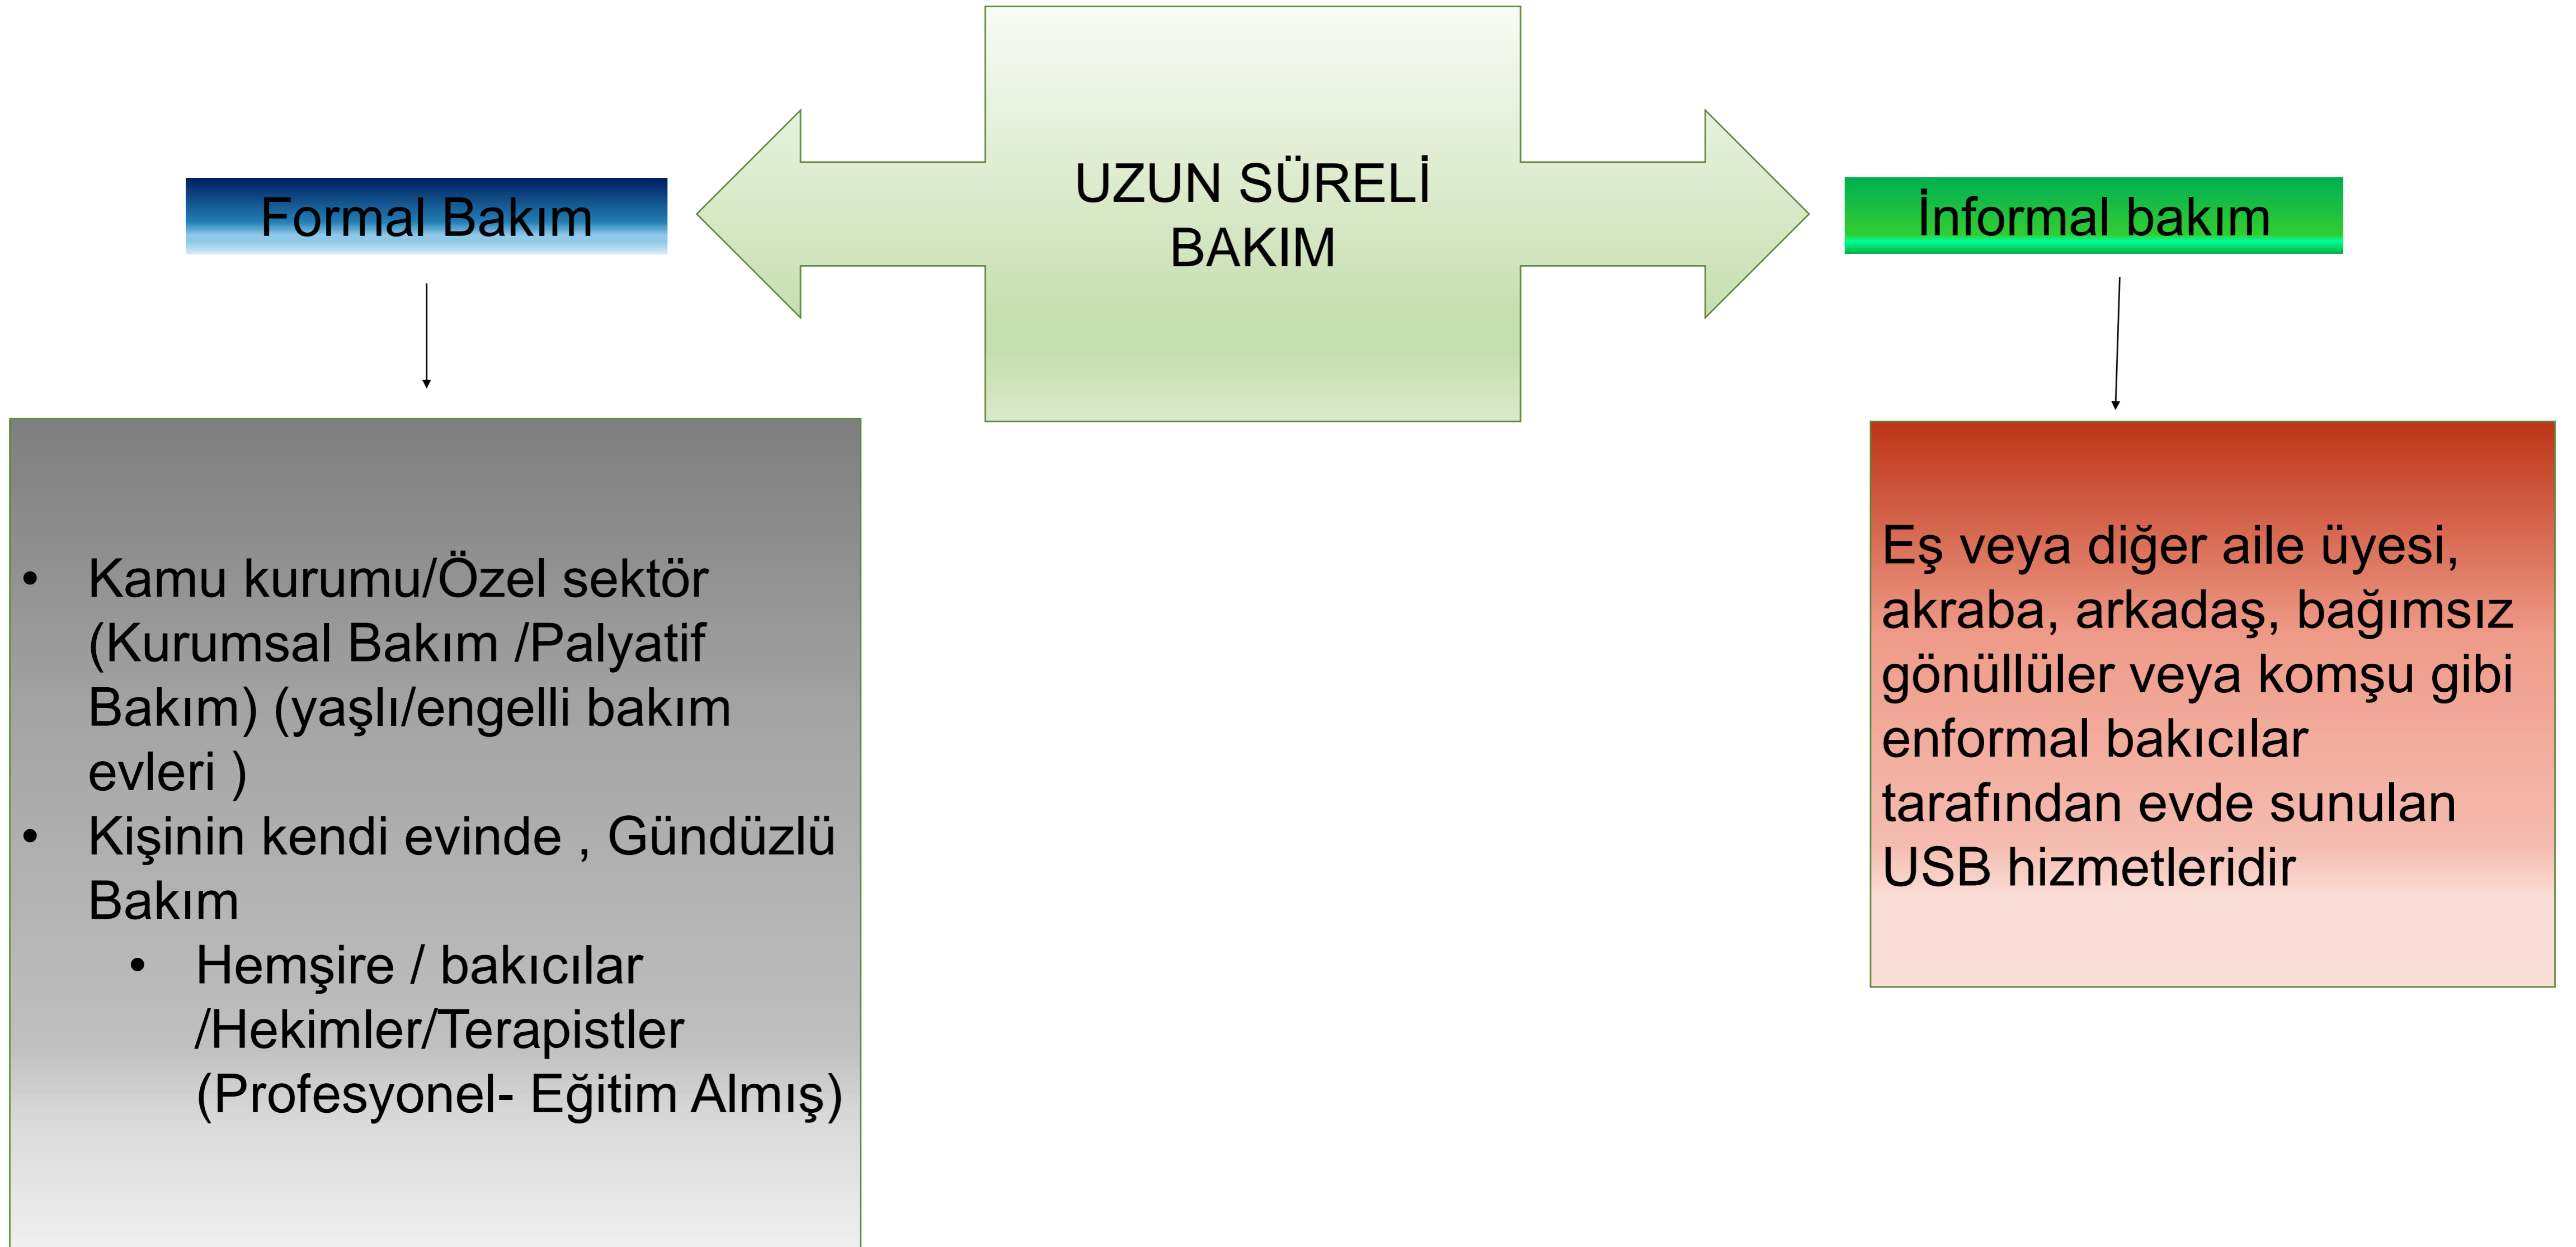 UZUN SÜRELİ
BAKIM
Formal Bakım
İnformal bakım
• Kamu kurumu/Özel sektör
(Kurumsal Bakım /Palyatif
Bakım) (yaşlı/engelli bakım
evleri )
• Kişinin kendi evinde , Gündüzlü
Bakım
• Hemşire / bakıcılar
/Hekimler/Terapistler
(Profesyonel- Eğitim Almış)
Eş veya diğer aile üyesi,
akraba, arkadaş, bağımsız
gönüllüler veya komşu gibi
enformal bakıcılar
tarafından evde sunulan
USB hizmetleridir